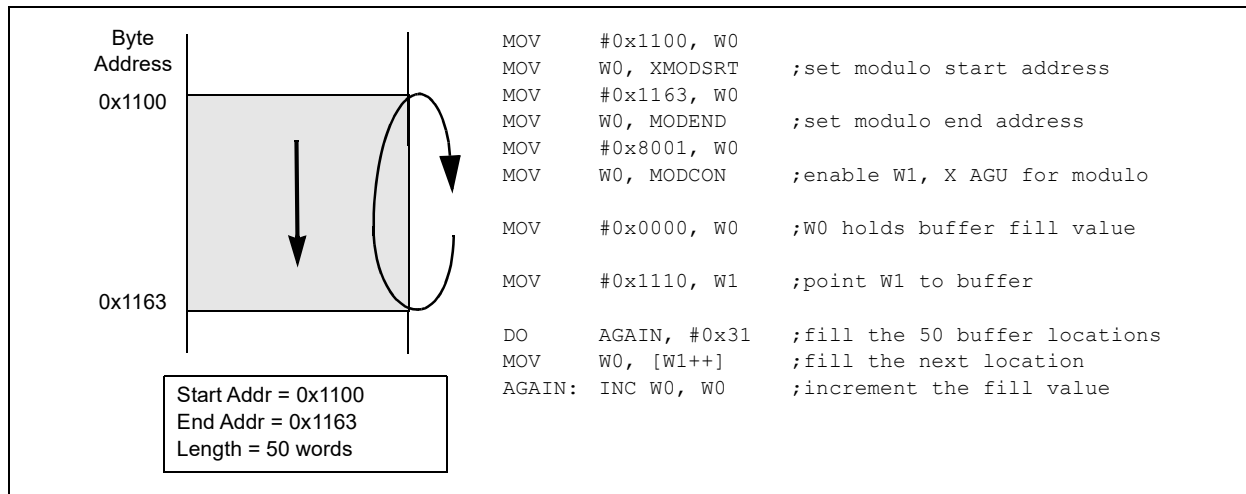 Byte
Address
0x1100
0x1163
Start Addr = 0x1100
End Addr = 0x1163
Length = 50 words
MOV #0x1100, W0
MOV W0, XMODSRT ;set modulo start address
MOV #0x1163, W0
MOV W0, MODEND ;set modulo end address
MOV #0x8001, W0
MOV W0, MODCON ;enable W1, X AGU for modulo
MOV #0x0000, W0 ;W0 holds buffer fill value
MOV #0x1110, W1 ;point W1 to buffer
DO AGAIN, #0x31 ;fill the 50 buffer locations
MOV W0, [W1++] ;fill the next location
AGAIN: INC W0, W0 ;increment the fill value